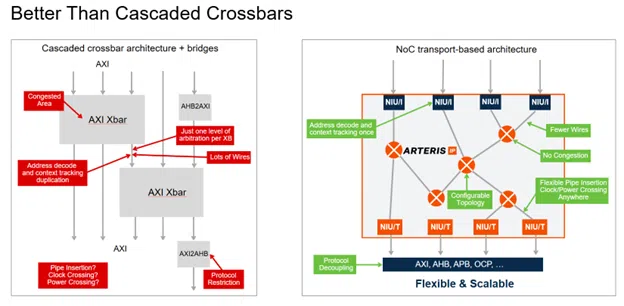 Better Than Cascaded Crossbars
Cascaded crossbar architecture + bridges
AXI
Congested
Area
AXI Xbar
AHB2AXI
Just one level of
arbitration per XB
Lots of Wires
Address decode
and context tracking
duplication
AXI Xbar
AXI
AXI2AHB
Pipe Insertion?
Clock Crossing?
Power Crossing?
Protocol
Restriction
NoC transport-based architecture
NIU/I
NIU/I
NIU/I
NIU/I
Address decode and
context tracking once
Fewer Wires
ARTERIS IP
No Congestion
Configurable
Topology
Flexible Pipe Insertion
Clock/Power Crossing
Anywhere
NIU/T
NIU/T
NIU/T
NIU/T
Protocol
Decoupling
AXI, AHB, APB, OCP, ...
Flexible & Scalable